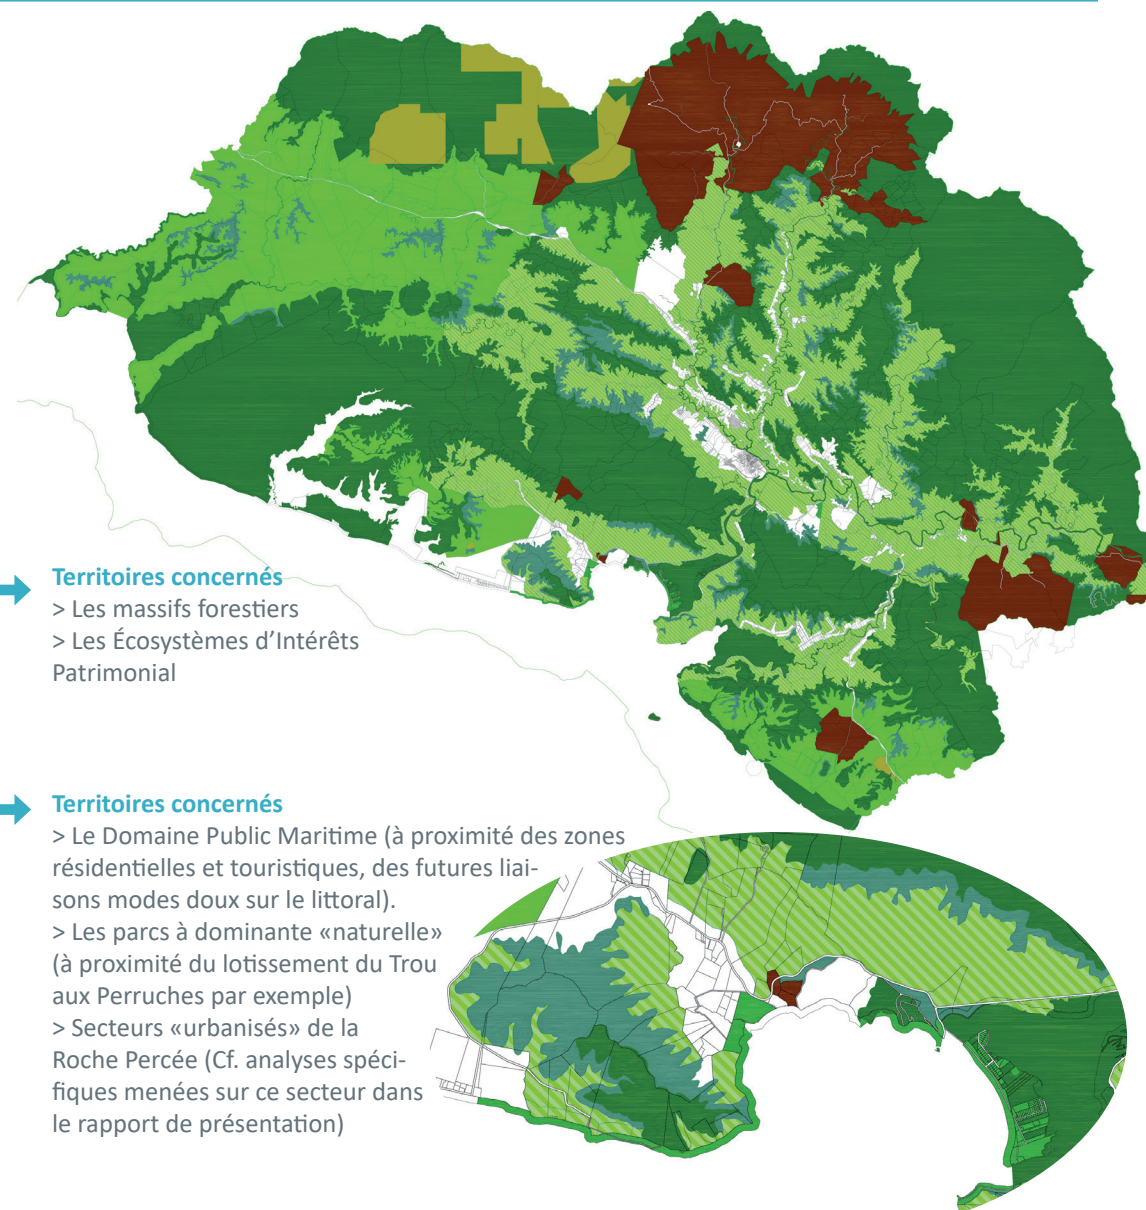 Territoires concernés
> Les massifs forestiers
> Les Écosystèmes d’Intérêts
Patrimonial
Territoires concernés
> Le Domaine Public Maritime (à proximité des zones
résidentielles et touristiques, des futures liai-
sons modes doux sur le littoral).
> Les parcs à dominante «naturelle»
(à proximité du lotissement du Trou
aux Perruches par exemple)
> Secteurs «urbanisés» de la
Roche Percée (Cf. analyses spéci-
fiques menées sur ce secteur dans
le rapport de présentation)